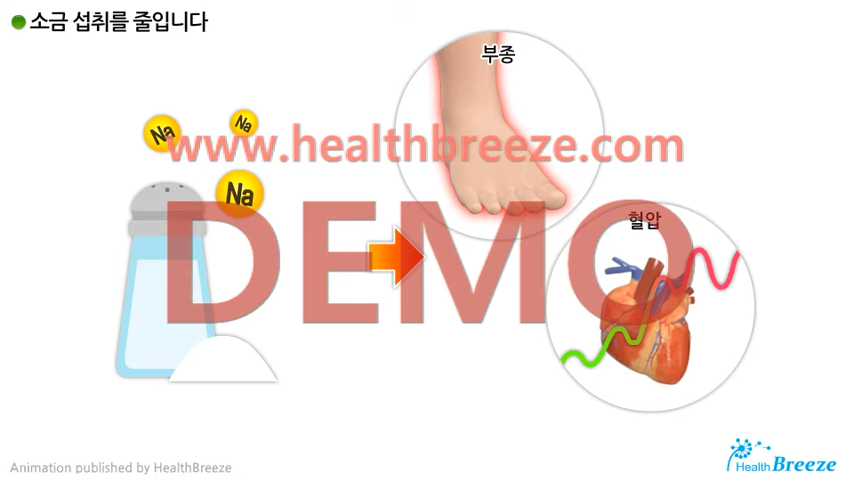 소금 섭취를 줄입니다
부종
Na
Na
www.healthbreeze.com
Na
DEMO
혈압
Animation published by HealthBreeze
Health Breeze